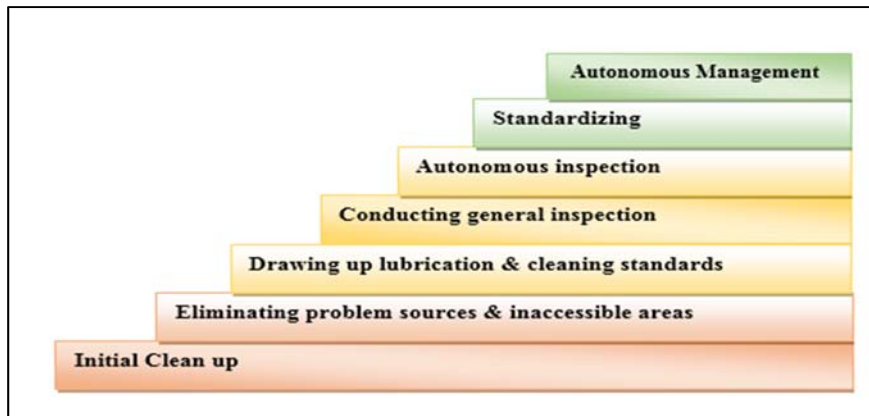 Autonomous Management
Standardizing
Autonomous inspection
Conducting general inspection
Drawing up lubrication & cleaning standards
Eliminating problem sources & inaccessible areas
Initial Clean up